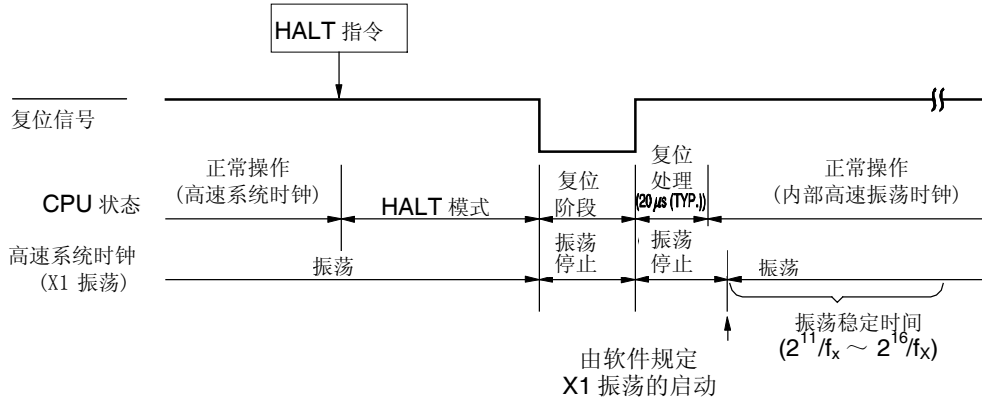 HALT 指令
复位信号
CPU 状态
正常操作
(高速系统时钟)
HALT 模式
复位
阶段
复位
处理
(20 μs (TYP.))
正常操作
(内部高速振荡时钟)
高速系统时钟
(X1 振荡)
振荡
振荡
停止
振荡
停止
振荡
振荡稳定时间
(2^11/fx ～ 2^16/fx)
由软件规定
X1 振荡的启动